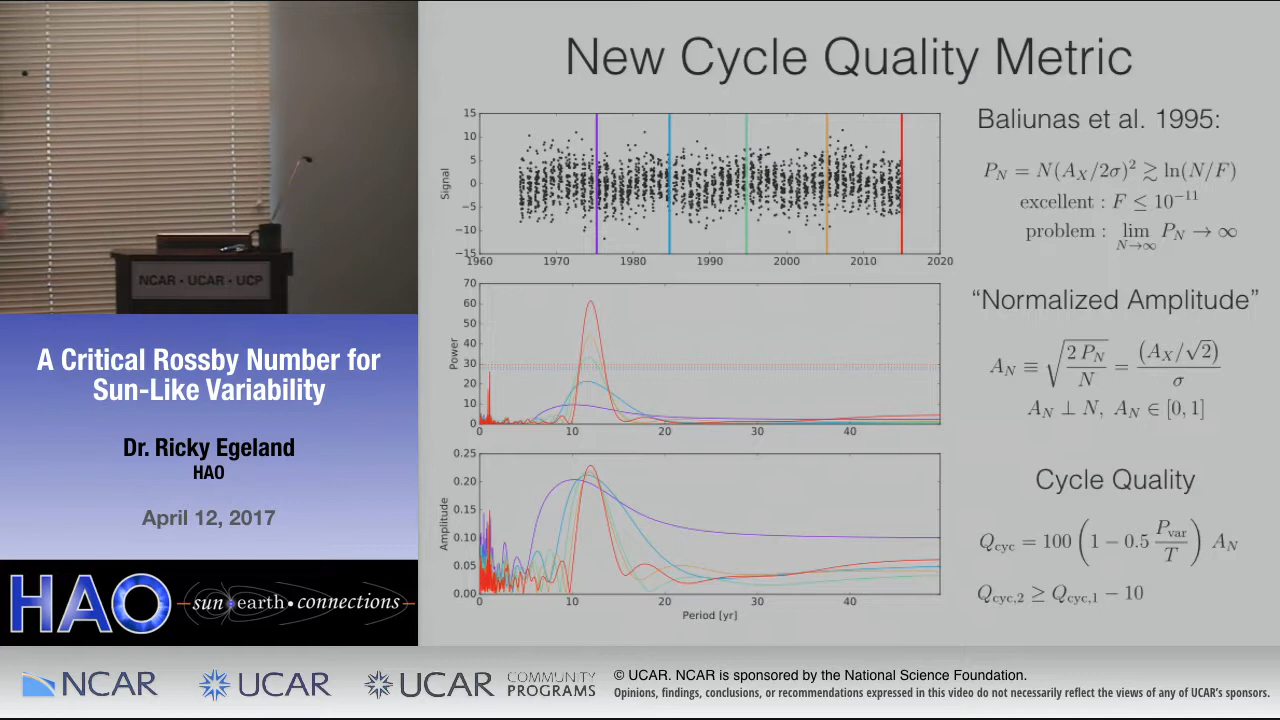 New Cycle Quality Metric
15
10
5
0
−5
−10
−15
Signal
1960 1970 1980 1990 2000 2010 2020
70
60
50
40
30
20
10
0
Power
0 10 20 30 40
0.25
0.20
0.15
0.10
0.05
0.00
Amplitude
0 10 20 30 40
Period [yr]
Baliunas et al. 1995:
P_N = N(A_X/2σ)² ≳ ln(N/F)
excellent : F ≤ 10⁻¹¹
problem : lim_{N→∞} P_N → ∞
“Normalized Amplitude”
A_N ≡ √(2 P_N / N) = (A_X/√2) / σ
A_N ⊥ N, A_N ∈ [0, 1]
Cycle Quality
Q_cyc = 100 (1 − 0.5 P_var / T) A_N
Q_cyc,2 ≥ Q_cyc,1 − 10
NCAR • UCAR • UCP
A Critical Rossby Number for
Sun-Like Variability
Dr. Ricky Egeland
HAO
April 12, 2017
HAO
sun earth • connections
NCAR
UCAR
UCAR
COMMUNITY
PROGRAMS
© UCAR. NCAR is sponsored by the National Science Foundation.
Opinions, findings, conclusions, or recommendations expressed in this video do not necessarily reflect the views of any of UCAR's sponsors.